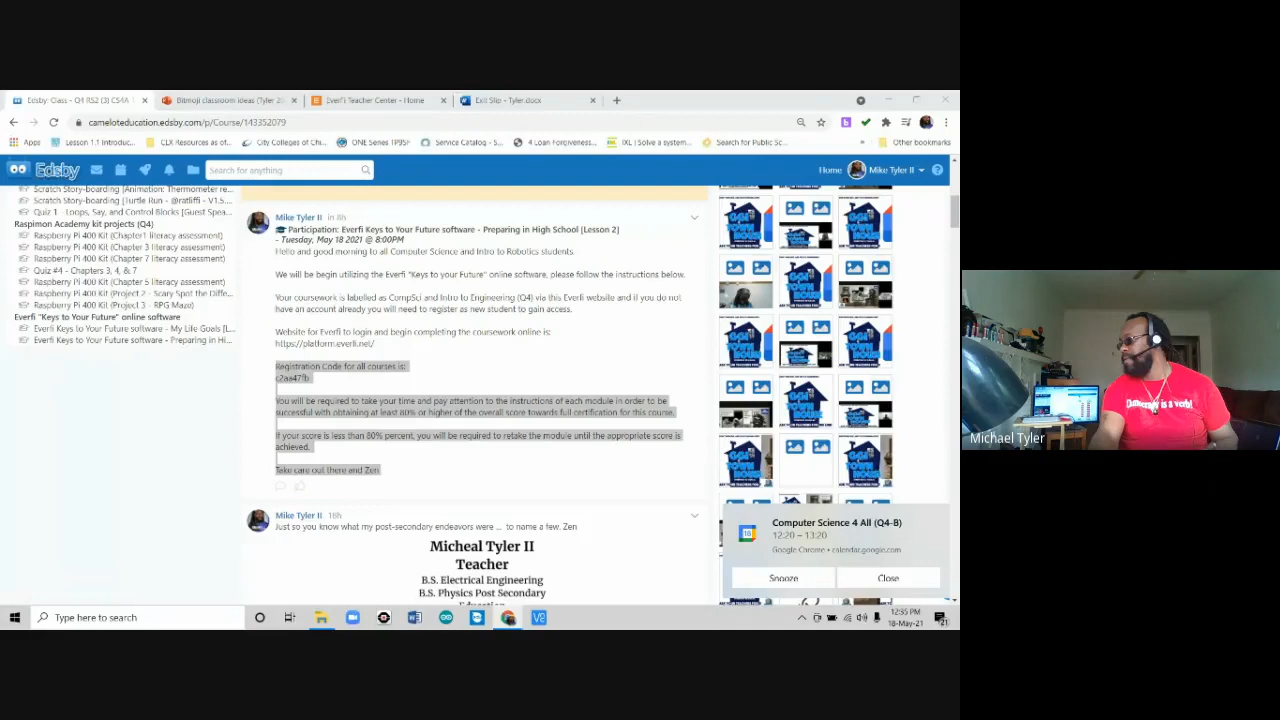 Edsby: Class - Q4 RS2 (3) CS4A
Bitmoji classroom ideas (Tyler 20
Everfi Teacher Center - Home
Exit Slip - Tyler.docx
cameloteducation.edsby.com/p/Course/143352079
Apps
Lesson 1.1 Introduc...
CLX Resources as of...
City Colleges of Chi...
ONE Series TP95F
Service Catalog - S...
4 Loan Forgiveness...
IXL | Solve a system...
Search for Public Sc...
»
Other bookmarks
Edsby
Search for anything
Home
Mike Tyler II
Scratch Story-boarding [Animation: Thermometer re...
Scratch Story-boarding [Turtle Run - @ratliffi - V1.5...
Quiz 1 - Loops, Say, and Control Blocks [Guest Spea...
Raspimon Academy kit projects (Q4)
Raspberry Pi 400 Kit (Chapter1 literacy assessment)
Raspberry Pi 400 Kit (Chapter 3 literacy assessment)
Raspberry Pi 400 Kit (Chapter 7 literacy assessment)
Quiz #4 - Chapters 3, 4, & 7
Raspberry Pi 400 Kit (Chapter 5 literacy assessment)
Raspberry Pi 400 Kit (Project 2 - Scary Spot the Diffe...
Raspberry Pi 400 Kit (Project 3 - RPG Maza)
Everfi "Keys to Your Future" online software
Everfi Keys to Your Future software - My Life Goals [L...
Everfi Keys to Your Future software - Preparing in Hi...
Mike Tyler II in 8h
Participation: Everfi Keys to Your Future software - Preparing in High School [Lesson 2]
- Tuesday, May 18 2021 @ 8:00PM
Hello and good morning to all Computer Science and Intro to Robotics students.
We will be begin utilizing the Everfi "Keys to your Future" online software, please follow the instructions below.
Your coursework is labelled as CompSci and Intro to Engineering (Q4) via this Everfi website and if you do not
have an account already you will need to register as new student to gain access.
Website for Everfi to login and begin completing the coursework online is:
https://platform.everfi.net/
Registration Code for all courses is:
c2aa47fb
You will be required to take your time and pay attention to the instructions of each module in order to be
successful with obtaining at least 80% or higher of the overall score towards full certification for this course.
If your score is less than 80% percent, you will be required to retake the module until the appropriate score is
achieved.
Take care out there and Zen
Mike Tyler II 16h
Just so you know what my post-secondary endeavors were ... to name a few. Zen
Micheal Tyler II
Teacher
B.S. Electrical Engineering
B.S. Physics Post Secondary
Education
Computer Science 4 All (Q4-B)
12:20 – 13:20
Google Chrome • calendar.google.com
Snooze
Close
Type here to search
12:35 PM
18-May-21
Democracy is a verb!
Michael Tyler